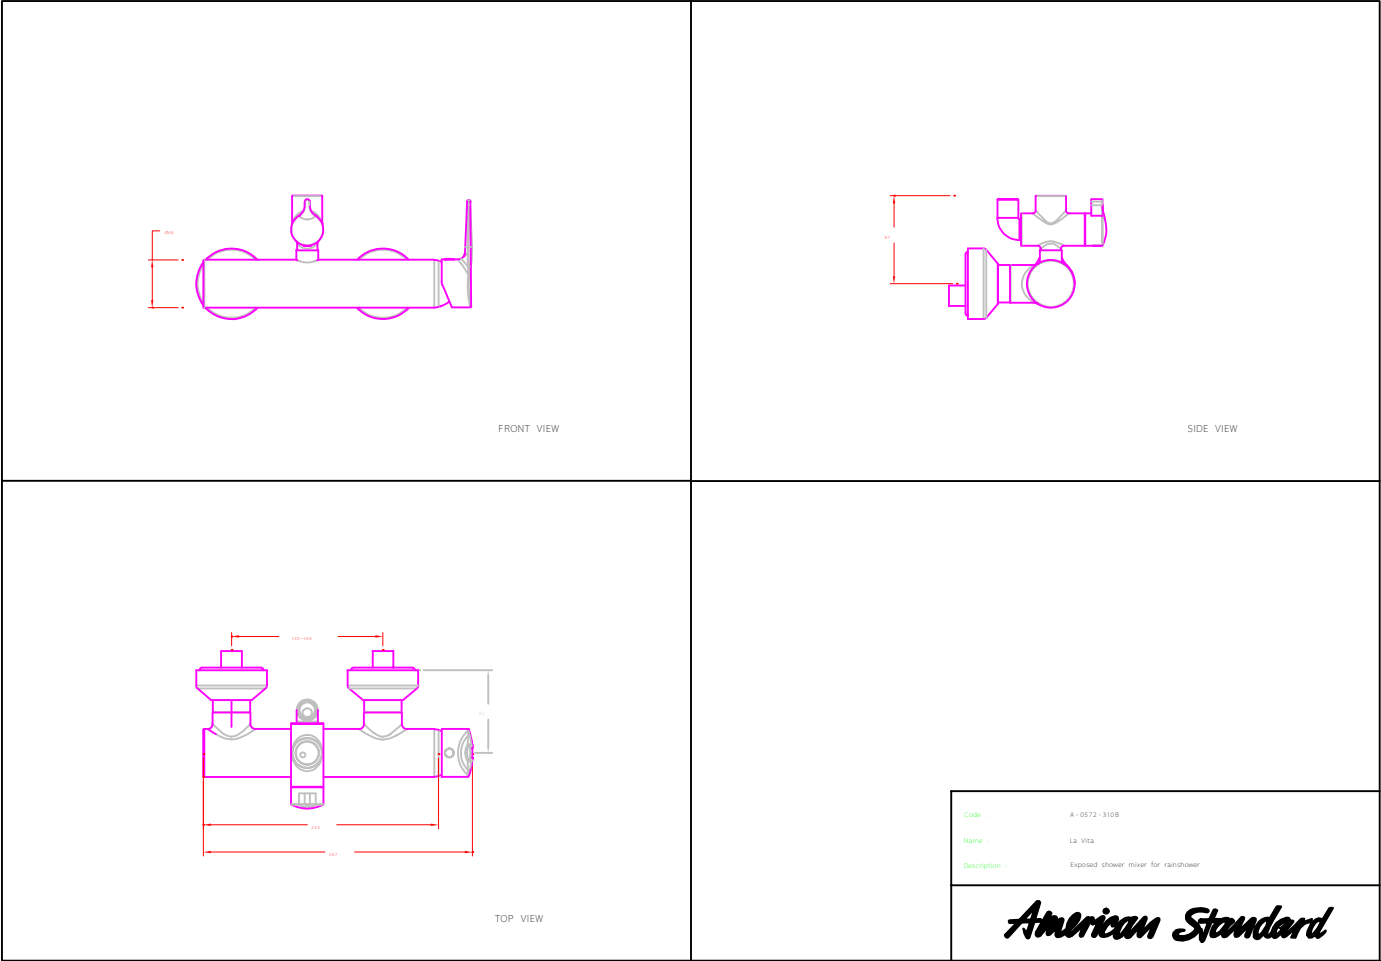 FRONT VIEW
SIDE VIEW
TOP VIEW
Code :
A - 0572 - 310B
Name :
La Vita
Description :
Exposed shower mixer for rainshower
American Standard